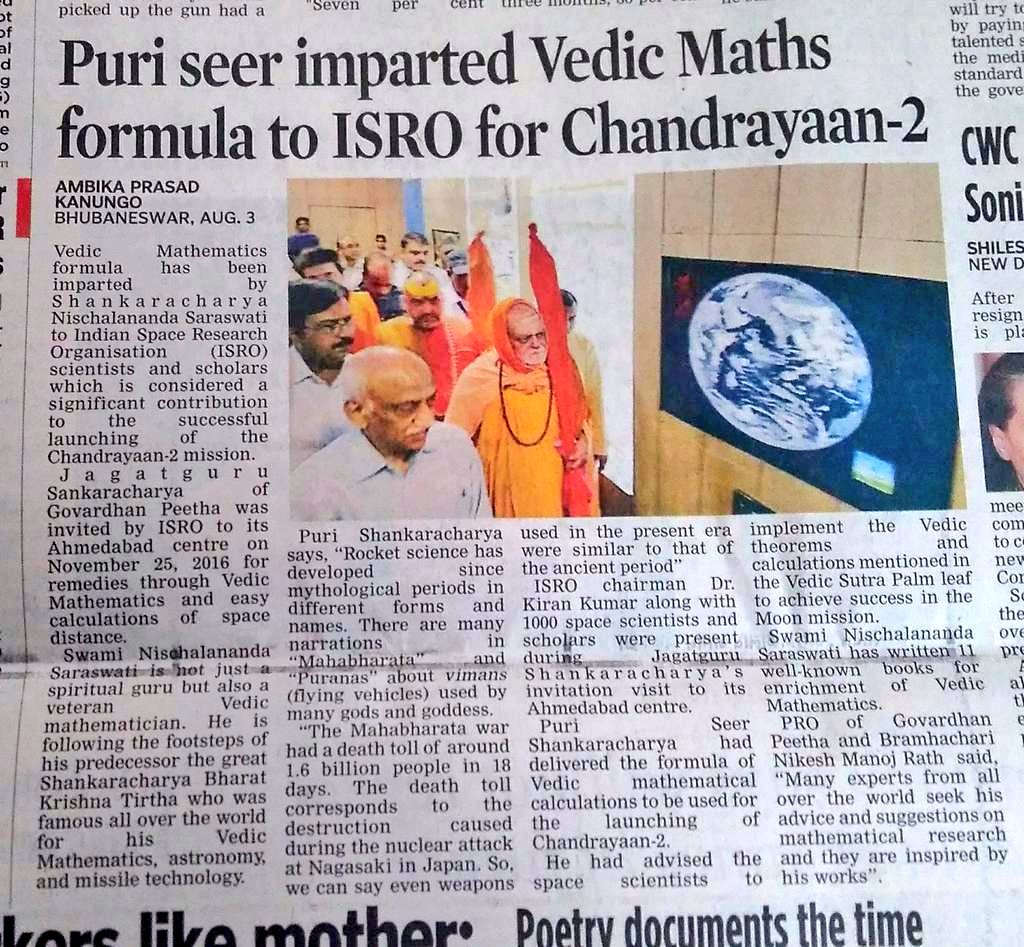 picked up the gun had a
"Seven per cent three months,
Puri seer imparted Vedic Maths
formula to ISRO for Chandrayaan-2
AMBIKA PRASAD
KANUNGO
BHUBANESWAR, AUG. 3
Vedic Mathematics
formula has been
imparted by
Shankaracharya
Nischalananda Saraswati
to Indian Space Research
Organisation (ISRO)
scientists and scholars
which is considered a
significant contribution
to the successful
launching of the
Chandrayaan-2 mission.
Jagatguru
Sankaracharya of
Govardhan Peetha was
invited by ISRO to its
Ahmedabad centre on
November 25, 2016 for
remedies through Vedic
Mathematics and easy
calculations of space
distance.
Swami Nischalananda
Saraswati is not just a
spiritual guru but also a
veteran Vedic
mathematician. He is
following the footsteps of
his predecessor the great
Shankaracharya Bharat
Krishna Tirtha who was
famous all over the world
for his Vedic
Mathematics, astronomy,
and missile technology.
Puri Shankaracharya
says, "Rocket science has
developed since
mythological periods in
different forms and
names. There are many
narrations in
"Mahabharata" and
"Puranas" about vimans
(flying vehicles) used by
many gods and goddess.
"The Mahabharata war
had a death toll of around
1.6 billion people in 18
days. The death toll
corresponds to the
destruction caused
during the nuclear attack
at Nagasaki in Japan. So,
we can say even weapons
used in the present era
were similar to that of
the ancient period"
ISRO chairman Dr.
Kiran Kumar along with
1000 space scientists and
scholars were present
during Jagatguru
Shankaracharya's
invitation visit to its
Ahmedabad centre.
Puri Seer
Shankaracharya had
delivered the formula of
Vedic mathematical
calculations to be used for
the launching of
Chandrayaan-2.
He had advised the
space scientists to
implement the Vedic
theorems and
calculations mentioned in
the Vedic Sutra Palm leaf
to achieve success in the
Moon mission.
Swami Nischalananda
Saraswati has written 11
well-known books for
enrichment of Vedic
Mathematics.
PRO of Govardhan
Peetha and Bramhachari
Nikesh Manoj Rath said,
"Many experts from all
over the world seek his
advice and suggestions on
mathematical research
and they are inspired by
his works".
will try
by
talented
the
standard
the
CWC
Soni
SHILES
NEW D
After
resign
is
kers like mother
Poetry documents the time